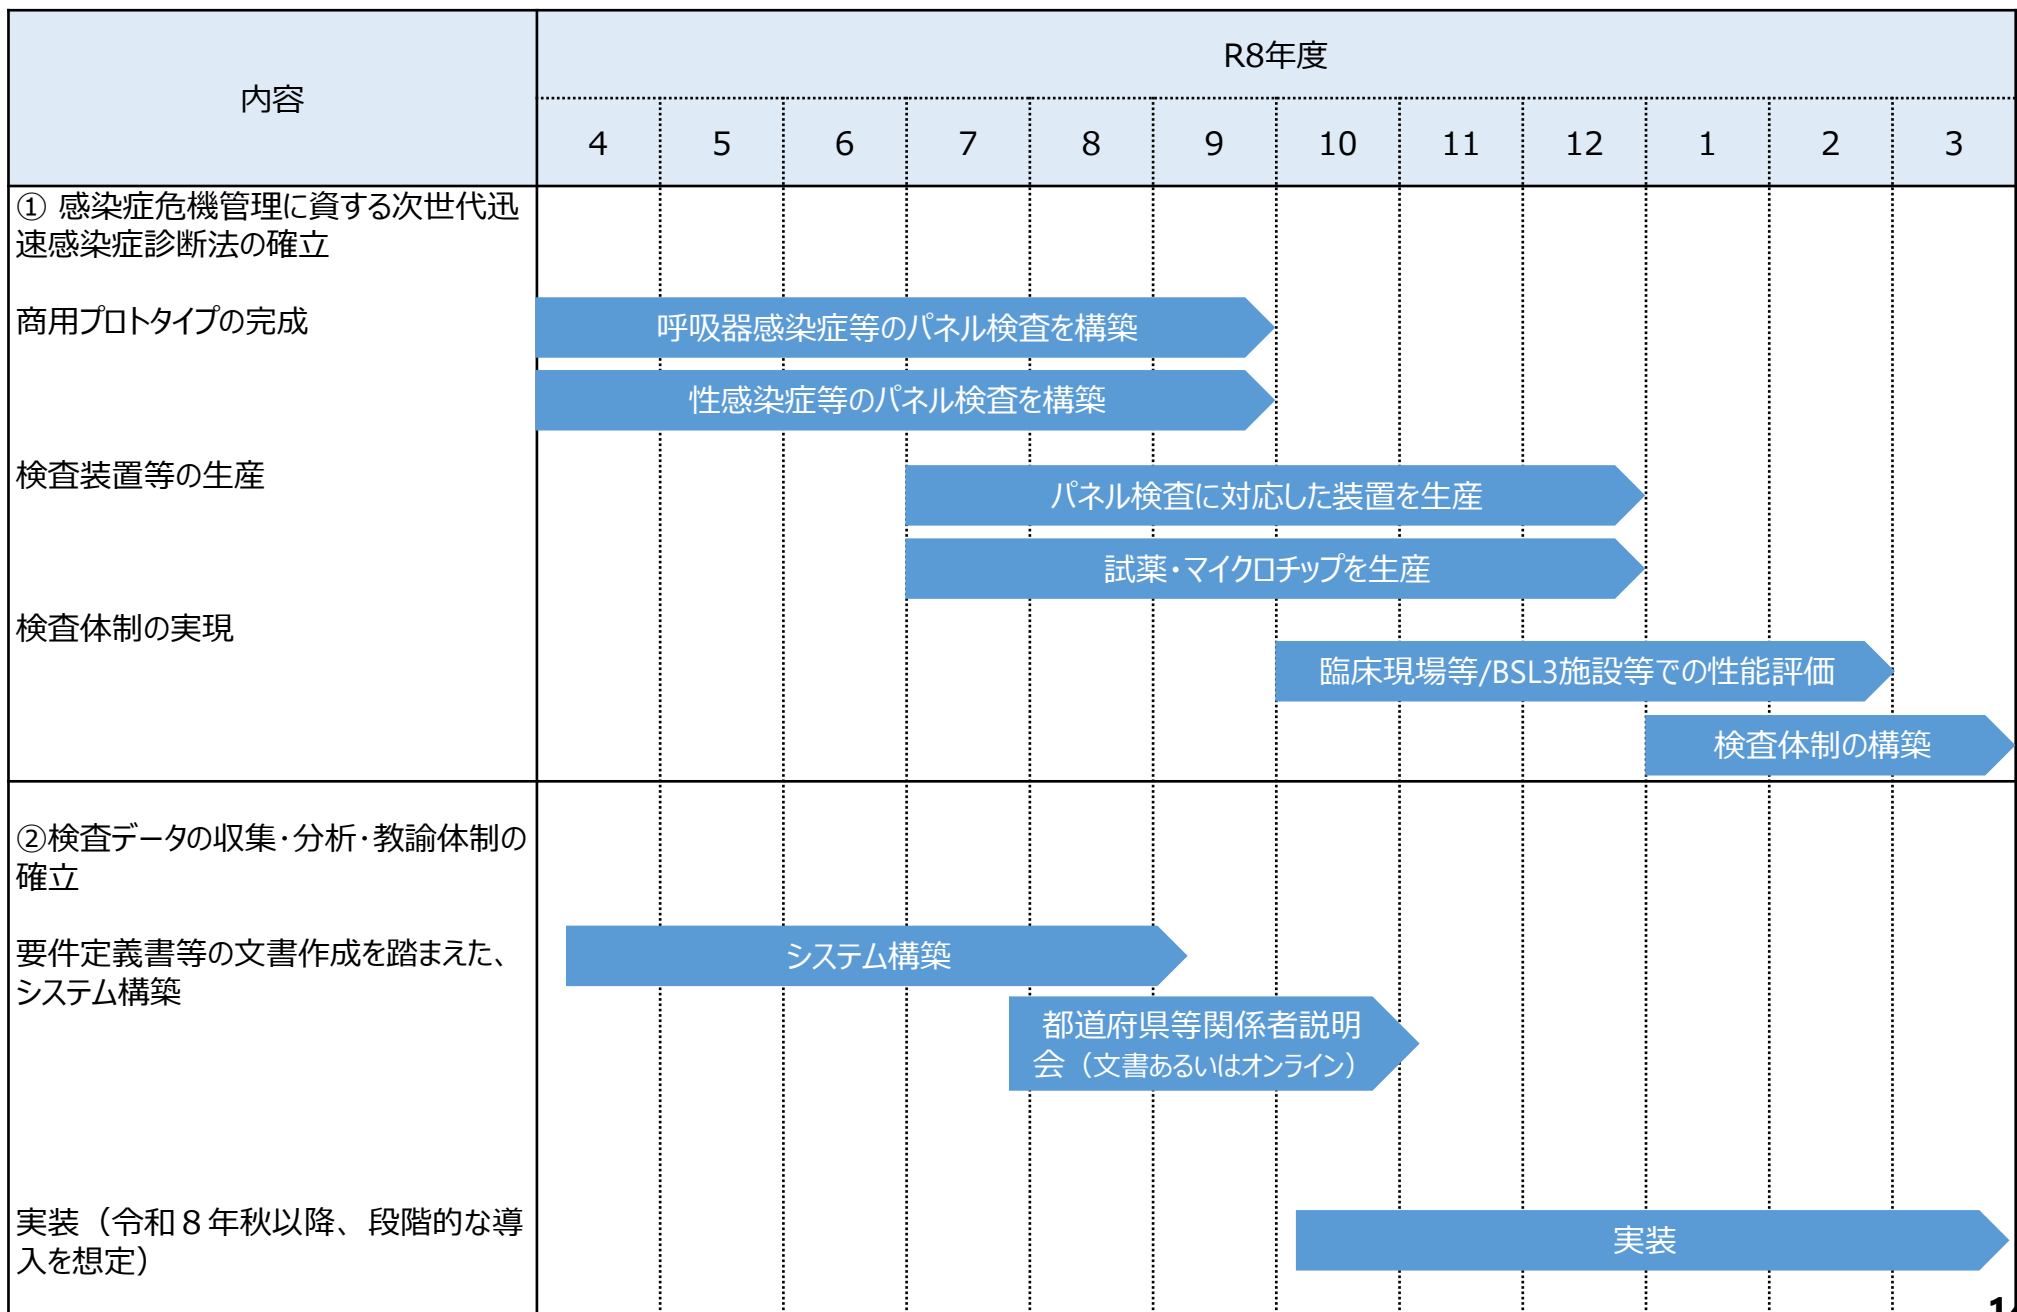 内容
R8年度
4 5 6 7 8 9 10 11 12 1 2 3
① 感染症危機管理に資する次世代迅
速感染症診断法の確立
商用プロトタイプの完成
呼吸器感染症等のパネル検査を構築
性感染症等のパネル検査を構築
検査装置等の生産
パネル検査に対応した装置を生産
試薬・マイクロチップを生産
検査体制の実現
臨床現場等/BSL3施設等での性能評価
検査体制の構築
②検査データの収集・分析・教諭体制の
確立
要件定義書等の文書作成を踏まえた、
システム構築
システム構築
都道府県等関係者説明
会（文書あるいはオンライン）
実装（令和８年秋以降、段階的な導
入を想定）
実装